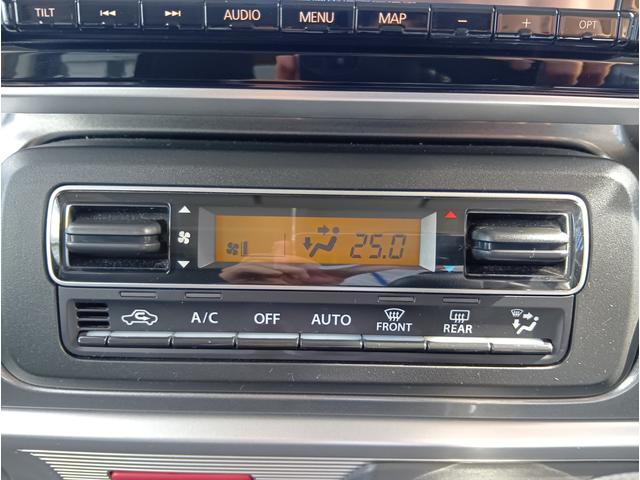 TILT AUDIO MENU MAP − + OPT
25.0
A/C OFF AUTO FRONT REAR